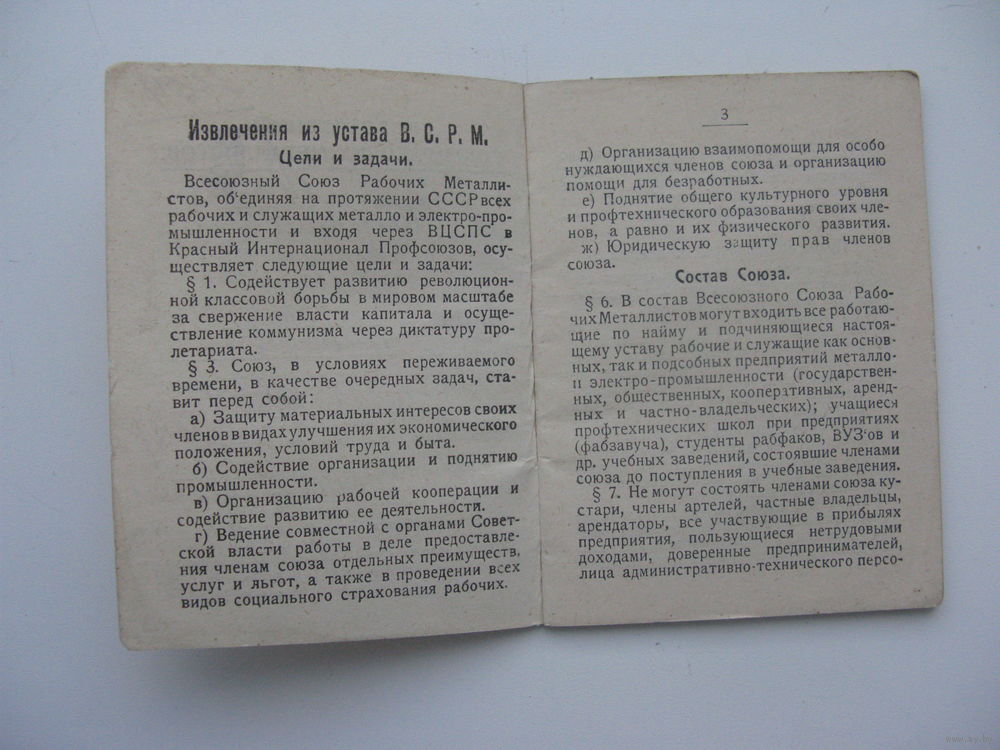 Извлечения из устава В. С. Р. М.
Цели и задачи.
Всесоюзный Союз Рабочих Металли-
стов, об'единяя на протяжении СССР всех
рабочих и служащих металло и электро-про-
мышленности и входя через ВЦСПС в
Красный Интернационал Профсоюзов, осу-
ществляет следующие цели и задачи:
§ 1. Содействует развитию революцион-
ной классовой борьбы в мировом масштабе
за свержение власти капитала и осуще-
ствление коммунизма через диктатуру про-
летариата.
§ 3. Союз, в условиях переживаемого
времени, в качестве очередных задач, ста-
вит перед собой:
а) Защиту материальных интересов своих
членов в видах улучшения их экономического
положения, условий труда и быта.
б) Содействие организации и поднятию
промышленности.
в) Организацию рабочей кооперации и
содействие развитию ее деятельности.
г) Ведение совместной с органами Совет-
ской власти работы в деле предоставле-
ния членам союза отдельных преимуществ,
услуг и льгот, а также в проведении всех
видов социального страхования рабочих.
3
д) Организацию взаимопомощи для особо
нуждающихся членов союза и организацию
помощи для безработных.
е) Поднятие общего культурного уровня
и профтехнического образования своих чле-
нов, а равно и их физического развития.
ж) Юридическую защиту прав членов
союза.
Состав Союза.
§ 6. В состав Всесоюзного Союза Рабо-
чих Металлистов могут входить все работаю-
щие по найму и подчиняющиеся настоя-
щему уставу рабочие и служащие как основ-
ных, так и подсобных предприятий металло-
и электро-промышленности (государствен-
ных, общественных, кооперативных, аренд-
ных и частно-владельческих); учащиеся
профтехнических школ при предприятиях
(фабзавуча), студенты рабфаков, ВУЗ'ов и
др. учебных заведений, состоявшие членами
союза до поступления в учебные заведения.
§ 7. Не могут состоять членами союза ку-
стари, члены артелей, частные владельцы,
арендаторы, все участвующие в прибылях
предприятия, пользующиеся нетрудовыми
доходами, доверенные предпринимателей,
лица административно-технического персо-